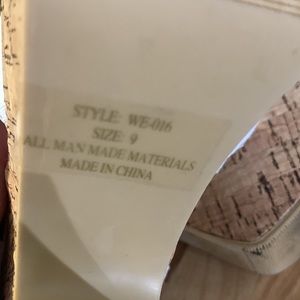 STYLE: WE-016
SIZE: 9
ALL MAN MADE MATERIALS
MADE IN CHINA